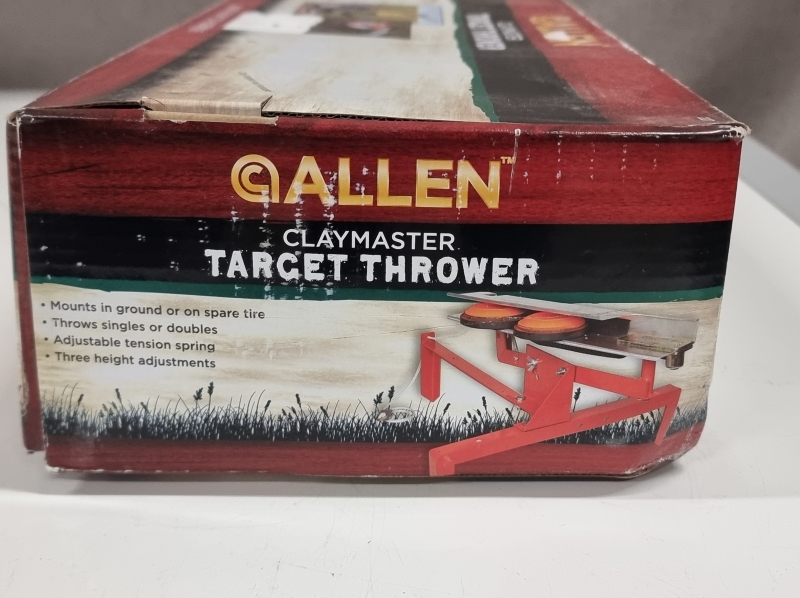 ALLEN™
CLAYMASTER
TARGET THROWER
• Mounts in ground or on spare tire
• Throws singles or doubles
• Adjustable tension spring
• Three height adjustments